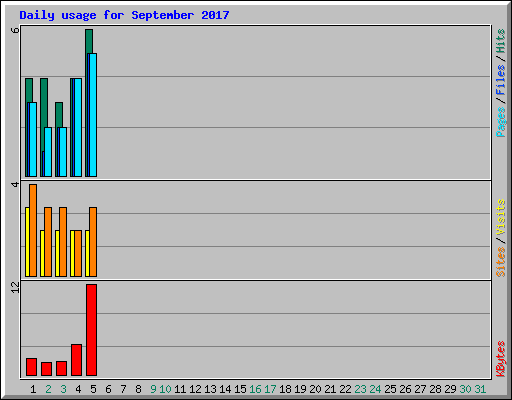 Daily usage for September 2017
6
Pages / Files / Hits
4
Sites / Visits
12
KBytes
1 2 3 4 5 6 7 8 9 10 11 12 13 14 15 16 17 18 19 20 21 22 23 24 25 26 27 28 29 30 31